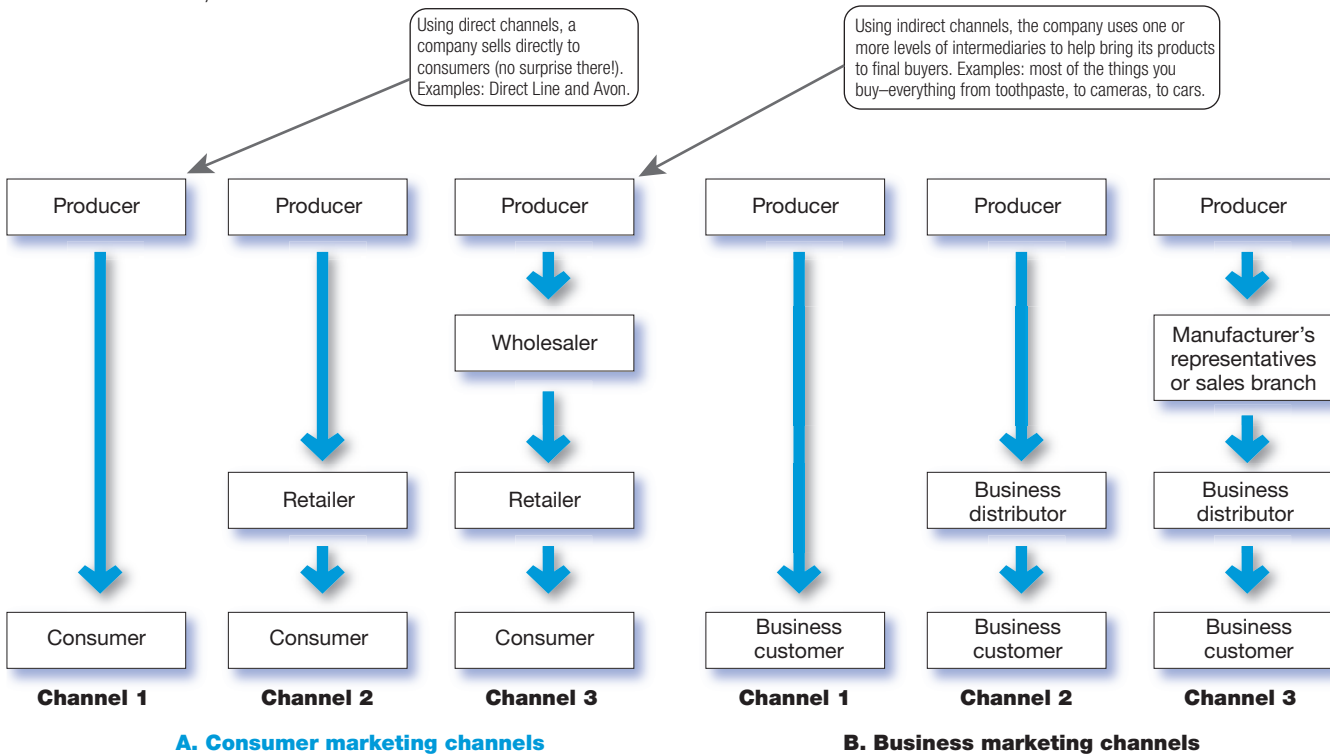 Using direct channels, a
company sells directly to
consumers (no surprise there!).
Examples: Direct Line and Avon.
Using indirect channels, the company uses one or
more levels of intermediaries to help bring its products
to final buyers. Examples: most of the things you
buy–everything from toothpaste, to cameras, to cars.
Producer
Producer
Producer
Producer
Producer
Producer
Wholesaler
Manufacturer’s
representatives
or sales branch
Retailer
Retailer
Business
distributor
Business
distributor
Consumer
Consumer
Consumer
Business
customer
Business
customer
Business
customer
Channel 1
Channel 2
Channel 3
Channel 1
Channel 2
Channel 3
A. Consumer marketing channels
B. Business marketing channels